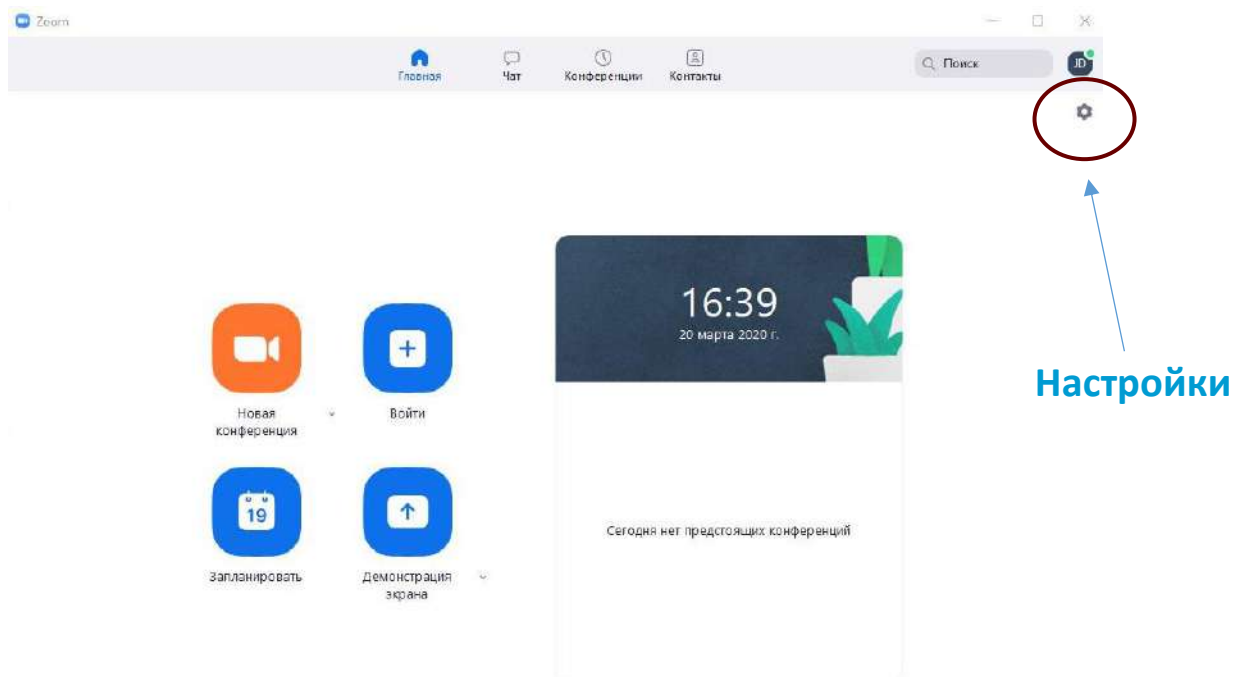 Zoom
Главная
Чат
Конференции
Контакты
Поиск
JD
16:39
20 марта 2020 г.
Настройки
Новая
конференция
Войти
19
Запланировать
Демонстрация
экрана
Сегодня нет предстоящих конференций